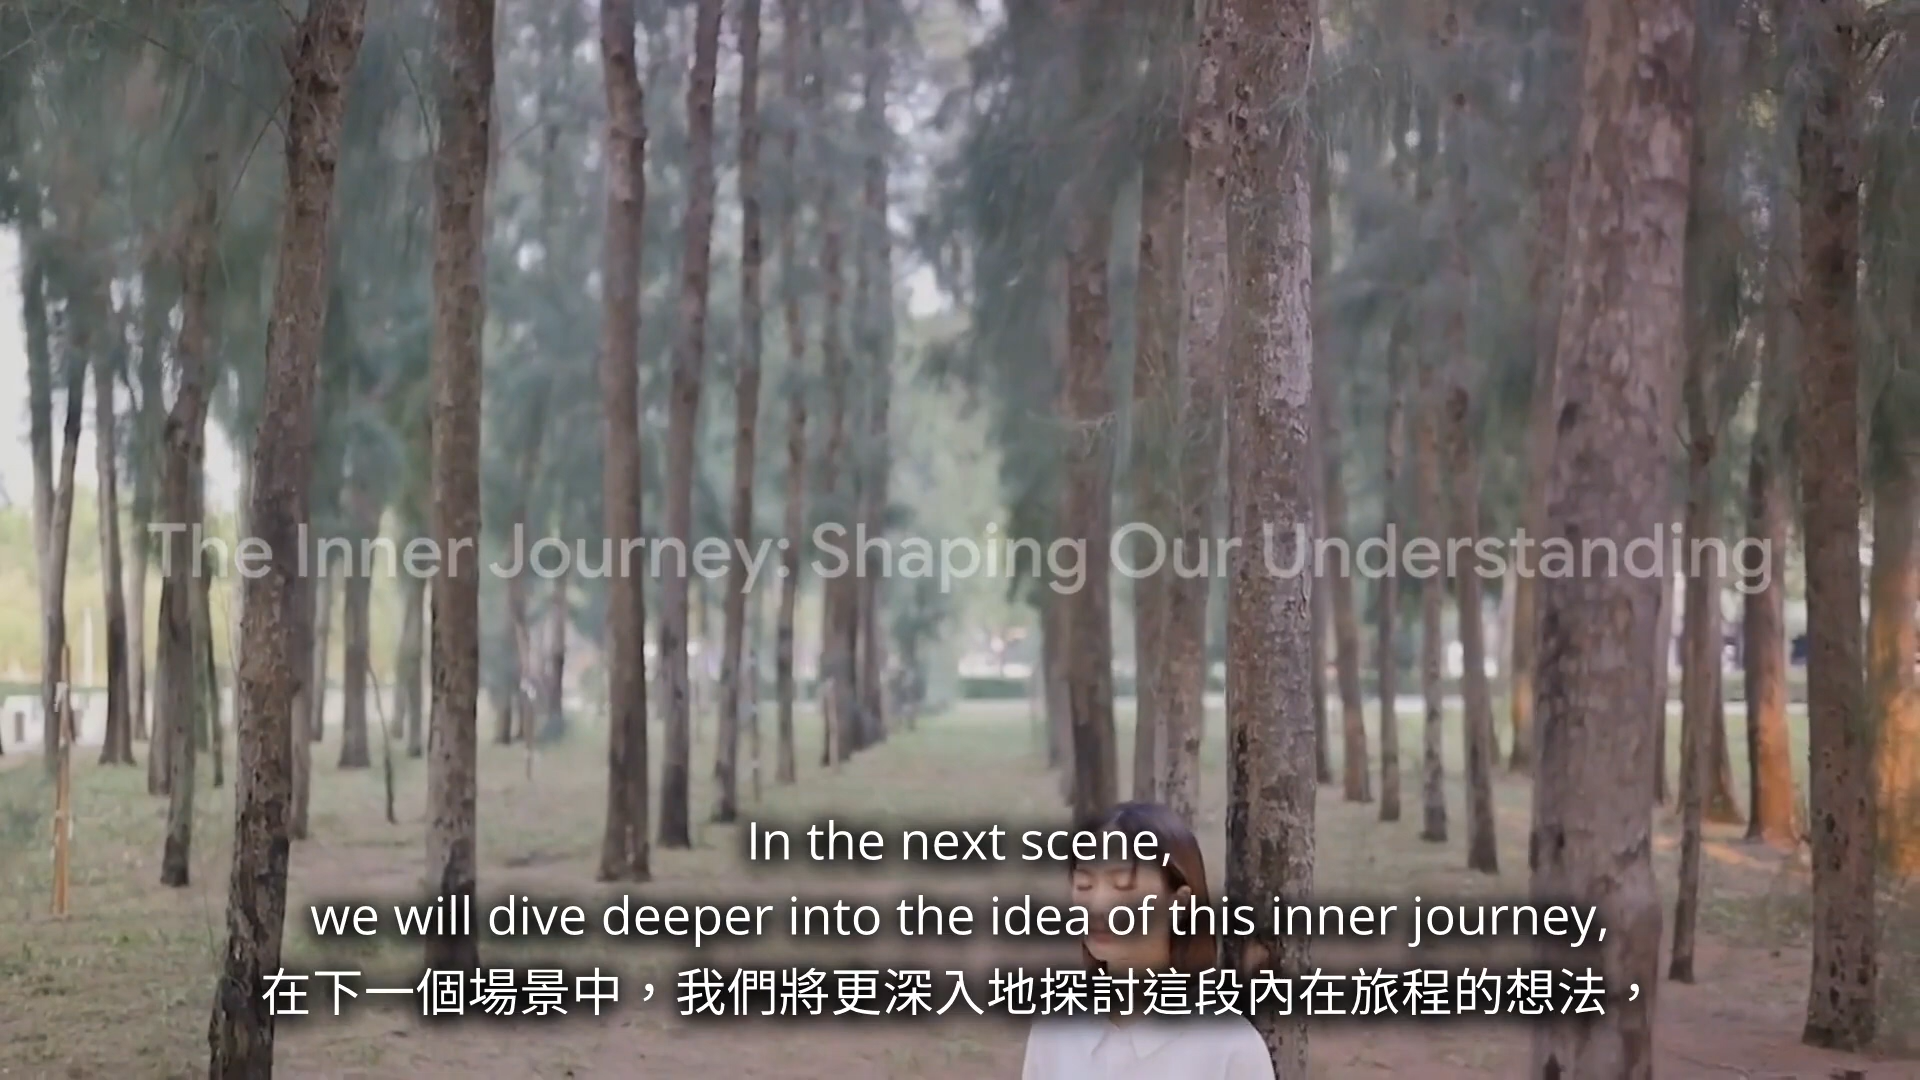 The Inner Journey: Shaping Our Understanding
In the next scene,
we will dive deeper into the idea of this inner journey,
在下一個場景中，我們將更深入地探討這段內在旅程的想法，